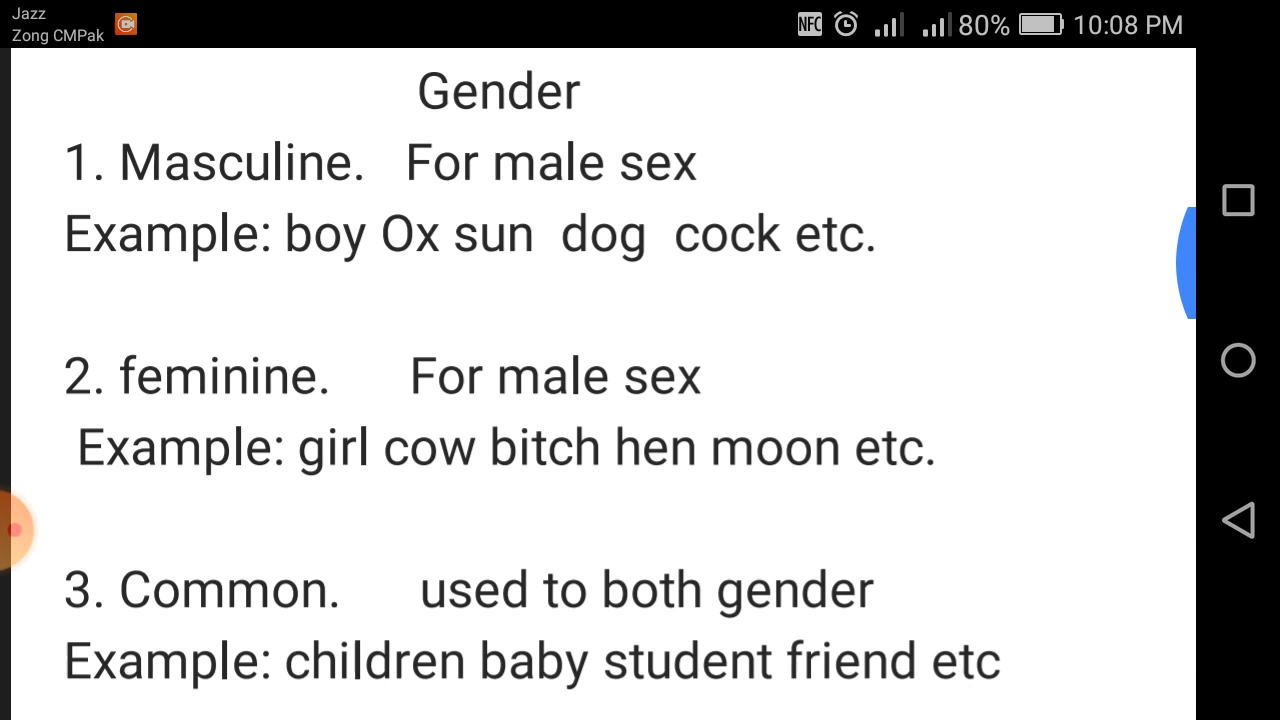 Jazz
Zong CMPak
NFC 80% 10:08 PM
Gender
1. Masculine. For male sex
Example: boy Ox sun dog cock etc.
2. feminine. For male sex
Example: girl cow bitch hen moon etc.
3. Common. used to both gender
Example: children baby student friend etc